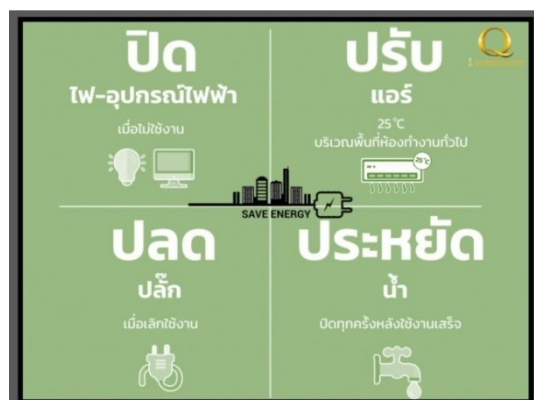 ปิด
ไฟ-อุปกรณ์ไฟฟ้า
เมื่อไม่ใช้งาน
ปรับ
แอร์
25 °C
บริเวณพื้นที่ห้องทำงานทั่วไป
25 °C
Q
SAVE ENERGY
ปลด
ปลั๊ก
เมื่อเลิกใช้งาน
ประหยัด
น้ำ
ปิดทุกครั้งหลังใช้งานเสร็จ